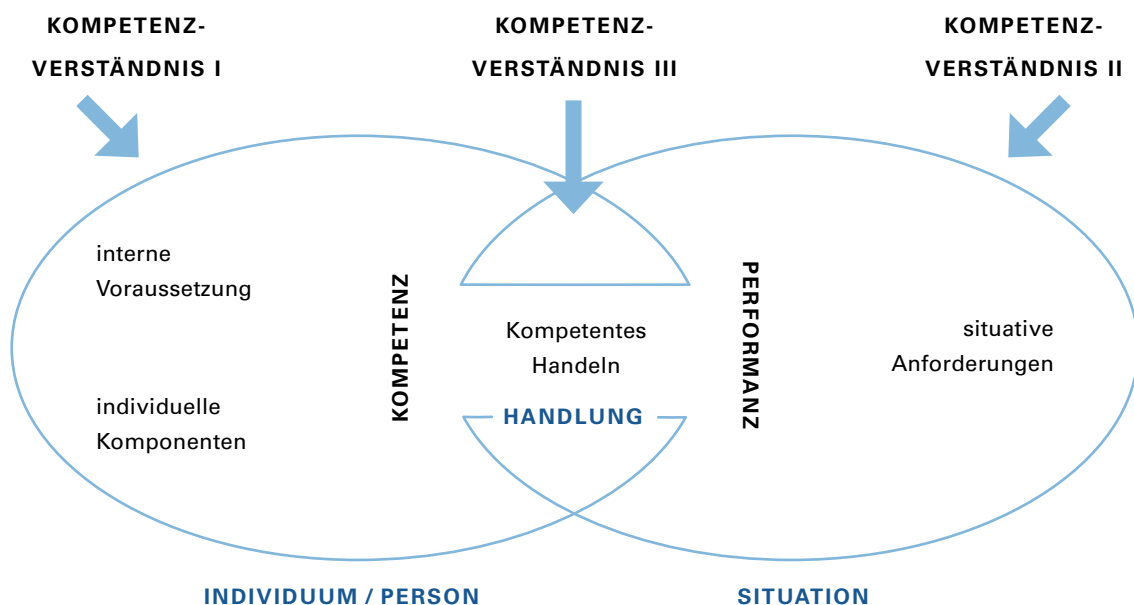 KOMPETENZ-
VERSTÄNDNIS I
KOMPETENZ-
VERSTÄNDNIS III
KOMPETENZ-
VERSTÄNDNIS II
interne
Voraussetzung
individuelle
Komponenten
KOMPETENZ
Kompetentes
Handeln
HANDLUNG
PERFORMANZ
situative
Anforderungen
INDIVIDUUM / PERSON
SITUATION